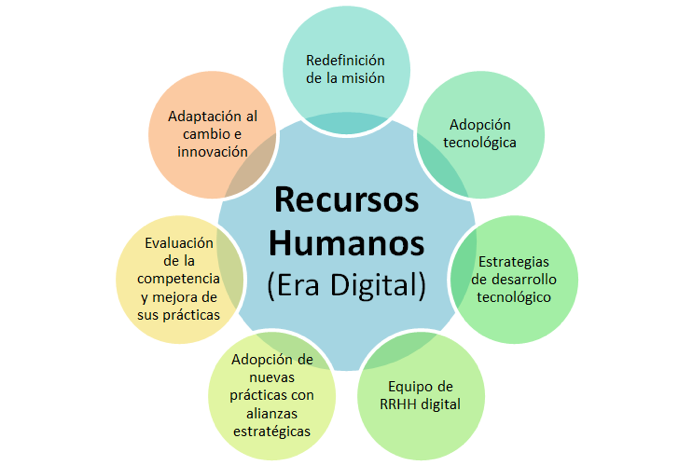 Redefinición
de la misión
Adopción
tecnológica
Estrategias
de desarrollo
tecnológico
Equipo de
RRHH digital
Adopción de
nuevas
prácticas con
alianzas
estratégicas
Evaluación
de la
competencia
y mejora de
sus prácticas
Adaptación al
cambio e
innovación
Recursos
Humanos
(Era Digital)